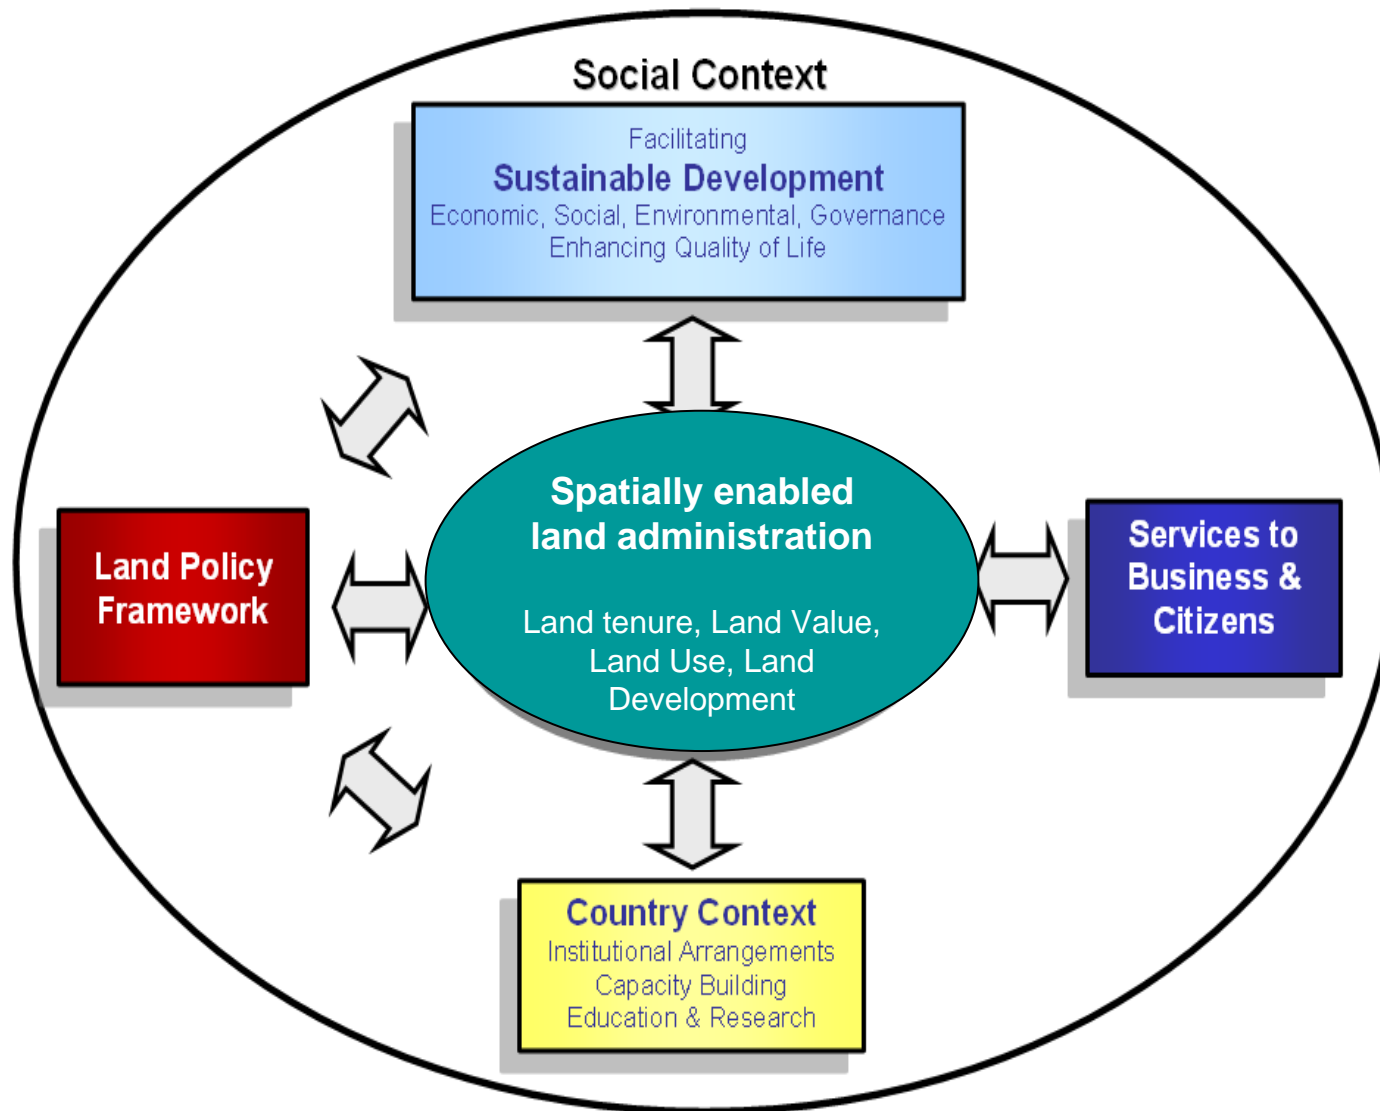 Social Context
Facilitating
Sustainable Development
Economic, Social, Environmental, Governance
Enhancing Quality of Life
Land Policy
Framework
Spatially enabled
land administration
Land tenure, Land Value,
Land Use, Land
Development
Services to
Business &
Citizens
Country Context
Institutional Arrangements
Capacity Building
Education & Research